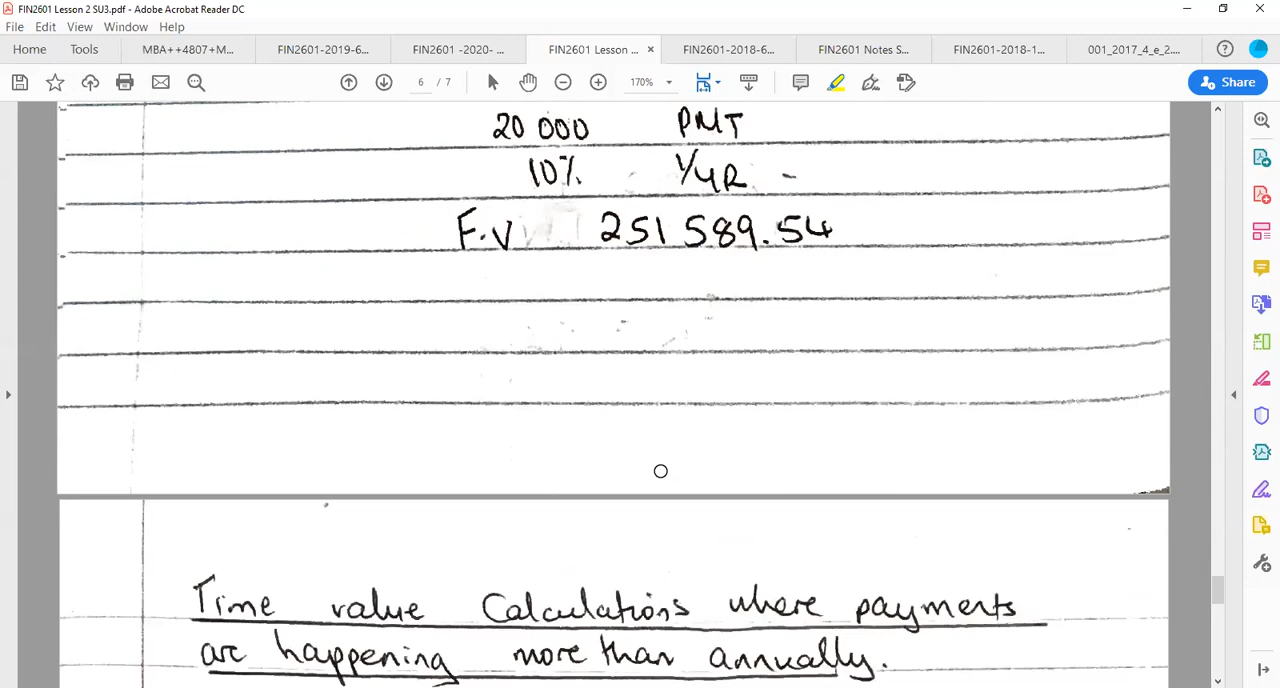 FIN2601 Lesson 2 SU3.pdf - Adobe Acrobat Reader DC
File Edit View Window Help
Home Tools MBA++4807+M... FIN2601-2019-6... FIN2601 -2020- ... FIN2601 Lesson ... × FIN2601-2018-6... FIN2601 Notes S... FIN2601-2018-1... 001_2017_4_e_2....
6 / 7 170% Share
20 000 PMT
10% I/YR
F.V 251 589.54
Time value Calculations where payments
are happening more than annually.